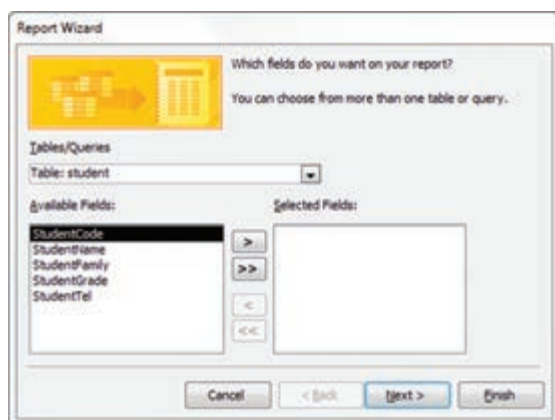 Report Wizard
Which fields do you want on your report?
You can choose from more than one table or query.
Tables/Queries
Table: student
Available Fields:
Selected Fields:
StudentCode
StudentName
StudentFamily
StudentGrade
StudentTel
>
>>
<
<<
Cancel
< Back
Next >
Finish